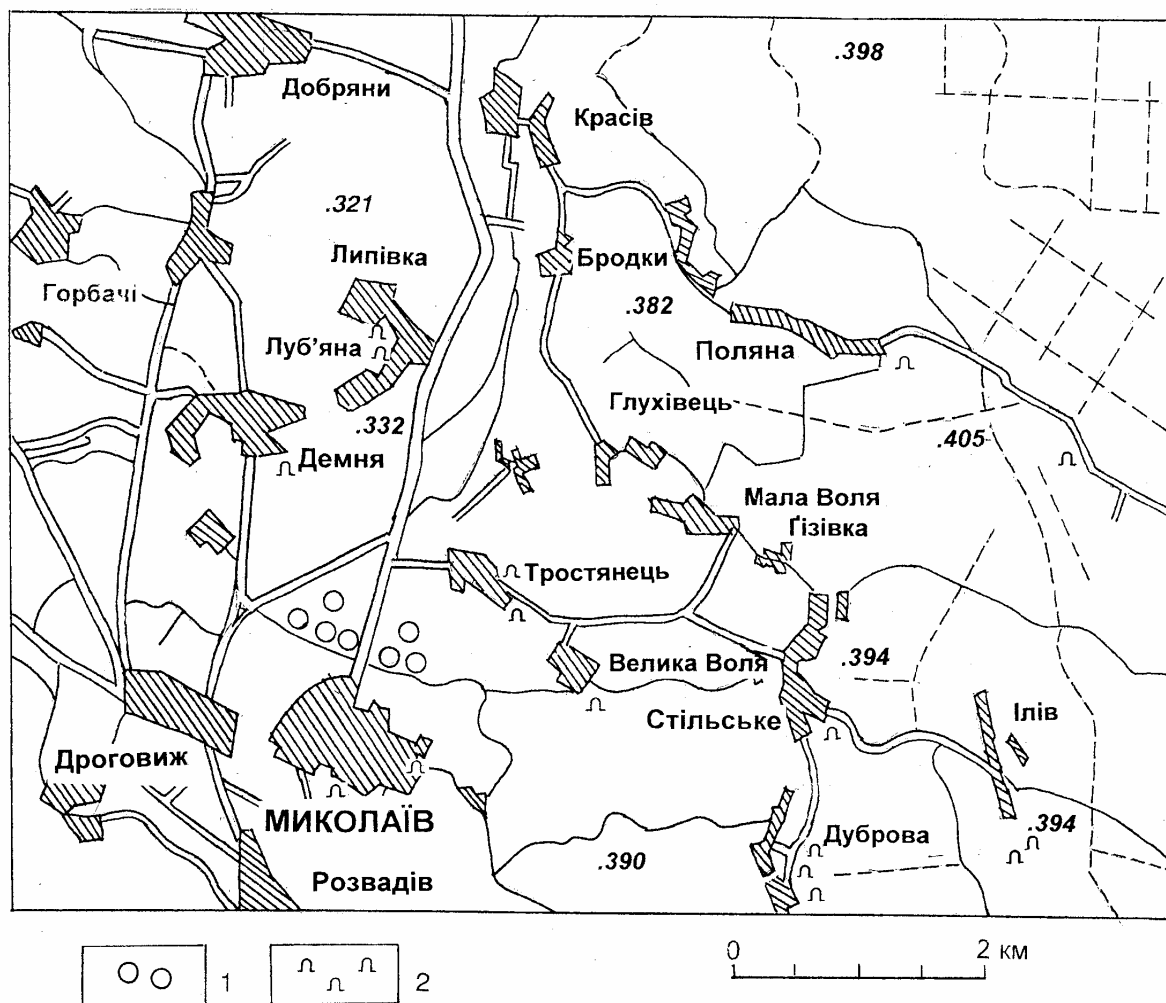 .398
Добряни
Красів
.321
Липівка
Бродки
Горбачі
.382
Луб'яна
Поляна
Глухівець
.332
.405
Демня
Мала Воля
Ґізівка
Тростянець
Велика Воля
.394
Стільське
Ілів
Дроговиж
МИКОЛАЇВ
Дуброва
.394
.390
Розвадів
1
2
0
2 км